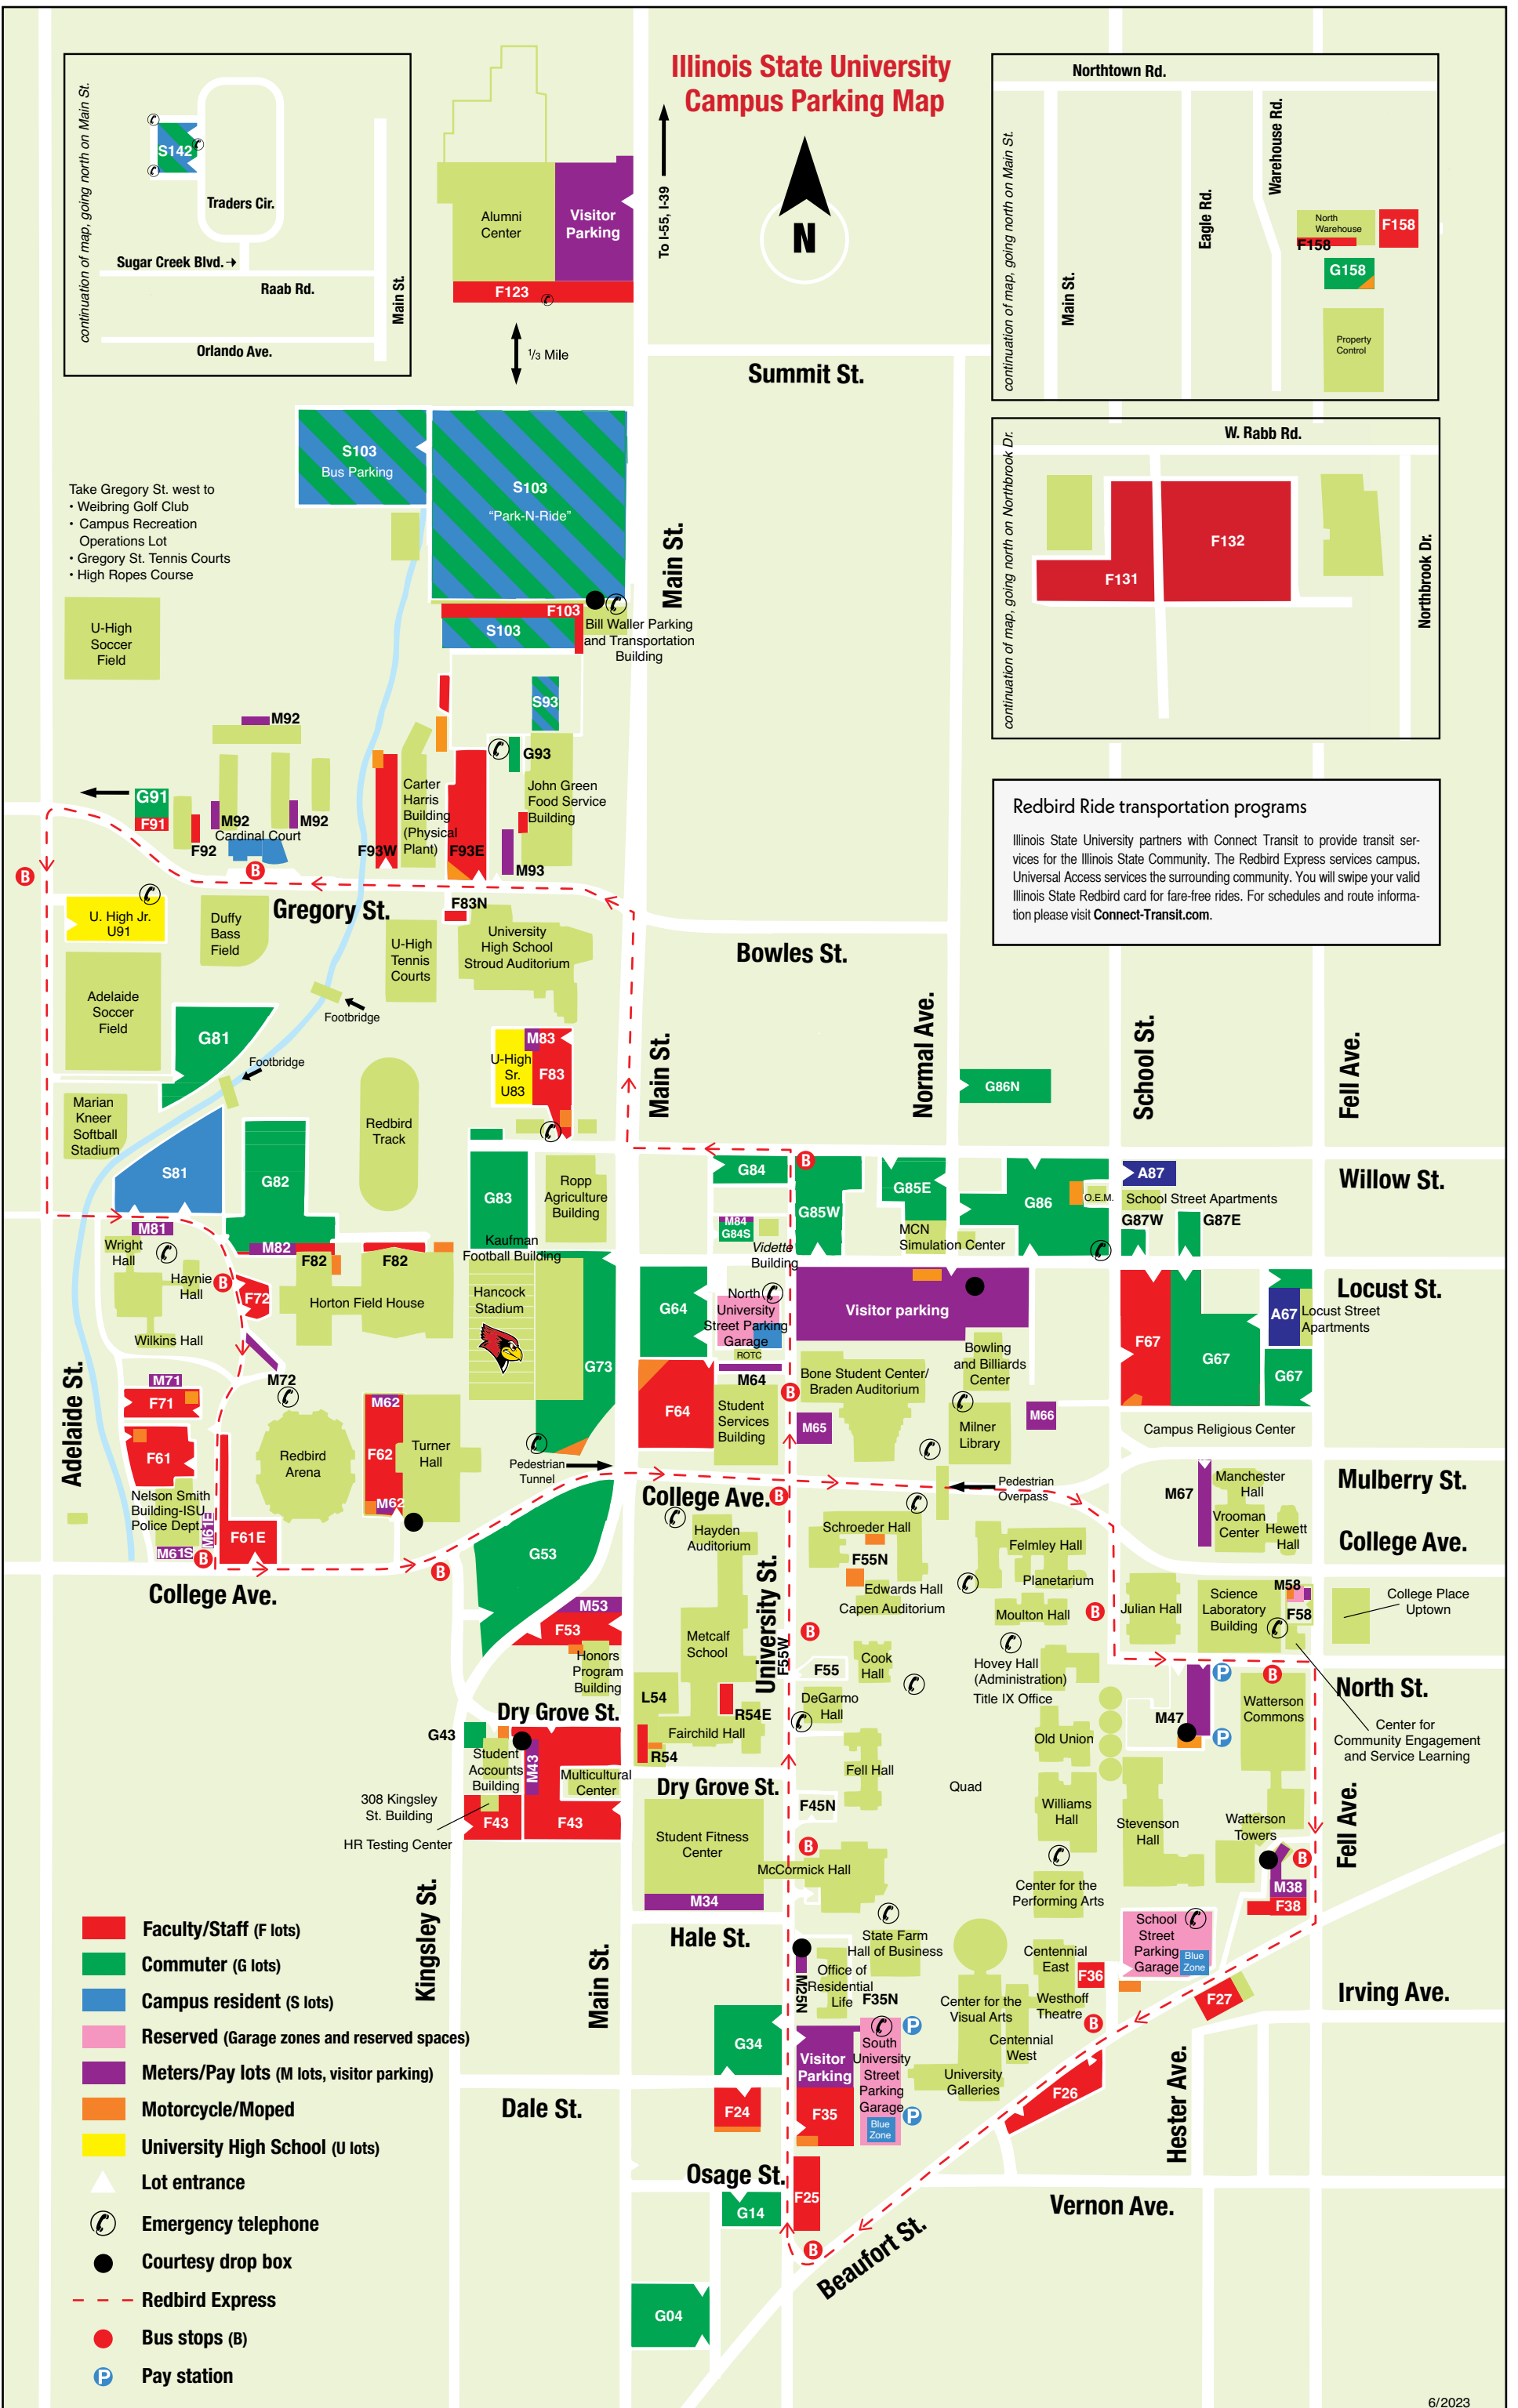 Illinois State University
Campus Parking Map
continuation of map, going north on Main St.
S142
Traders Cir.
Sugar Creek Blvd.
Raab Rd.
Main St.
Orlando Ave.
Alumni
Center
Visitor
Parking
F123
1/3 Mile
To I-55, I-39
N
Northtown Rd.
continuation of map, going north on Main St.
Main St.
Eagle Rd.
Warehouse Rd.
North
Warehouse
F158
F158
G158
Property
Control
Summit St.
continuation of map, going north on Northbrook Dr.
W. Rabb Rd.
F132
F131
Northbrook Dr.
S103
Bus Parking
S103
“Park-N-Ride”
Take Gregory St. west to
• Weibring Golf Club
• Campus Recreation
Operations Lot
• Gregory St. Tennis Courts
• High Ropes Course
Main St.
F103
S103
Bill Waller Parking
and Transportation
Building
U-High
Soccer
Field
S93
M92
G93
G91
F91
M92
M92
F92
Cardinal Court
Carter
Harris
Building
(Physical
Plant)
F93W
F93E
John Green
Food Service
Building
M93
Redbird Ride transportation programs
Illinois State University partners with Connect Transit to provide transit ser-
vices for the Illinois State Community. The Redbird Express services campus.
Universal Access services the surrounding community. You will swipe your valid
Illinois State Redbird card for fare-free rides. For schedules and route informa-
tion please visit Connect-Transit.com.
B
B
U. High Jr.
U91
Duffy
Bass
Field
Gregory St.
F83N
U-High
Tennis
Courts
University
High School
Stroud Auditorium
Bowles St.
Adelaide
Soccer
Field
Footbridge
G81
Footbridge
M83
U-High
Sr.
U83
F83
Main St.
Normal Ave.
School St.
Fell Ave.
G86N
Marian
Kneer
Softball
Stadium
Redbird
Track
S81
G82
G83
Ropp
Agriculture
Building
G84
B
G85W
G85E
G86
O.E.M.
A87
School Street Apartments
Willow St.
M84
G84S
Vidette
Building
MCN
Simulation Center
G87W
G87E
M81
Wright
Hall
Haynie
Hall
Wilkins Hall
B
F72
M82
F82
F82
Horton Field House
Kaufman
Football Building
Hancock
Stadium
G73
G64
North
University
Street Parking
Garage
ROTC
M64
Visitor parking
Bowling
and Billiards
Center
F67
G67
A67
Locust Street
Apartments
G67
Locust St.
Adelaide St.
M71
F71
M72
F61
M62
F62
M62
Turner
Hall
Redbird
Arena
Nelson Smith
Building-ISU
Police Dept.
M61E
M61S
F61E
B
B
College Ave.
F64
Student
Services
Building
B
Bone Student Center/
Braden Auditorium
M65
Milner
Library
M66
Campus Religious Center
Pedestrian
Tunnel
Pedestrian
Overpass
College Ave.
B
M67
Manchester
Hall
Vrooman
Center
Hewett
Hall
Mulberry St.
College Ave.
G53
M53
F53
Honors
Program
Building
Hayden
Auditorium
Metcalf
School
University St.
F55W
Schroeder Hall
F55N
Edwards Hall
Capen Auditorium
Felmley Hall
Planetarium
Moulton Hall
B
Julian Hall
Science
Laboratory
Building
M58
F58
College Place
Uptown
B
F55
Cook
Hall
DeGarmo
Hall
Hovey Hall
(Administration)
Title IX Office
L54
R54E
Fairchild Hall
R54
Dry Grove St.
G43
Student
Accounts
Building
M43
Multicultural
Center
F43
F43
308 Kingsley
St. Building
HR Testing Center
Dry Grove St.
Old Union
P
M47
P
B
Watterson
Commons
North St.
Center for
Community Engagement
and Service Learning
Fell Hall
Quad
F45N
Student Fitness
Center
B
McCormick Hall
Williams
Hall
Stevenson
Hall
Watterson
Towers
B
M38
F38
Fell Ave.
M34
Hale St.
Center for the
Performing Arts
Kingsley St.
Main St.
State Farm
Hall of Business
M25N
Office of
Residential
Life
F35N
School
Street
Parking
Garage
Blue
Zone
Centennial
East
F36
Westhoff
Theatre
Center for the
Visual Arts
Centennial
West
University
Galleries
B
F27
Irving Ave.
G34
Visitor
Parking
South
University
Street
Parking
Garage
Blue
Zone
P
P
F24
F35
F26
Hester Ave.
Dale St.
Osage St.
G14
F25
B
Beaufort St.
Vernon Ave.
G04
Faculty/Staff (F lots)
Commuter (G lots)
Campus resident (S lots)
Reserved (Garage zones and reserved spaces)
Meters/Pay lots (M lots, visitor parking)
Motorcycle/Moped
University High School (U lots)
Lot entrance
Emergency telephone
Courtesy drop box
Redbird Express
Bus stops (B)
P
Pay station
6/2023